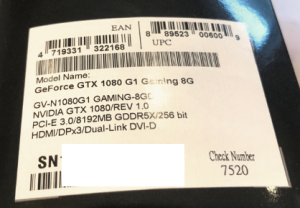 EAN
4 719331 322168
8 89523 00600 9
UPC
Model Name:
GeForce GTX 1080 G1 Gaming 8G
GV-N1080G1 GAMING-8GD
NVIDIA GTX 1080/REV 1.0
PCI-E 3.0/8192MB GDDR5X/256 bit
HDMI/DPx3/Dual-Link DVI-D
SN
Check Number
7520